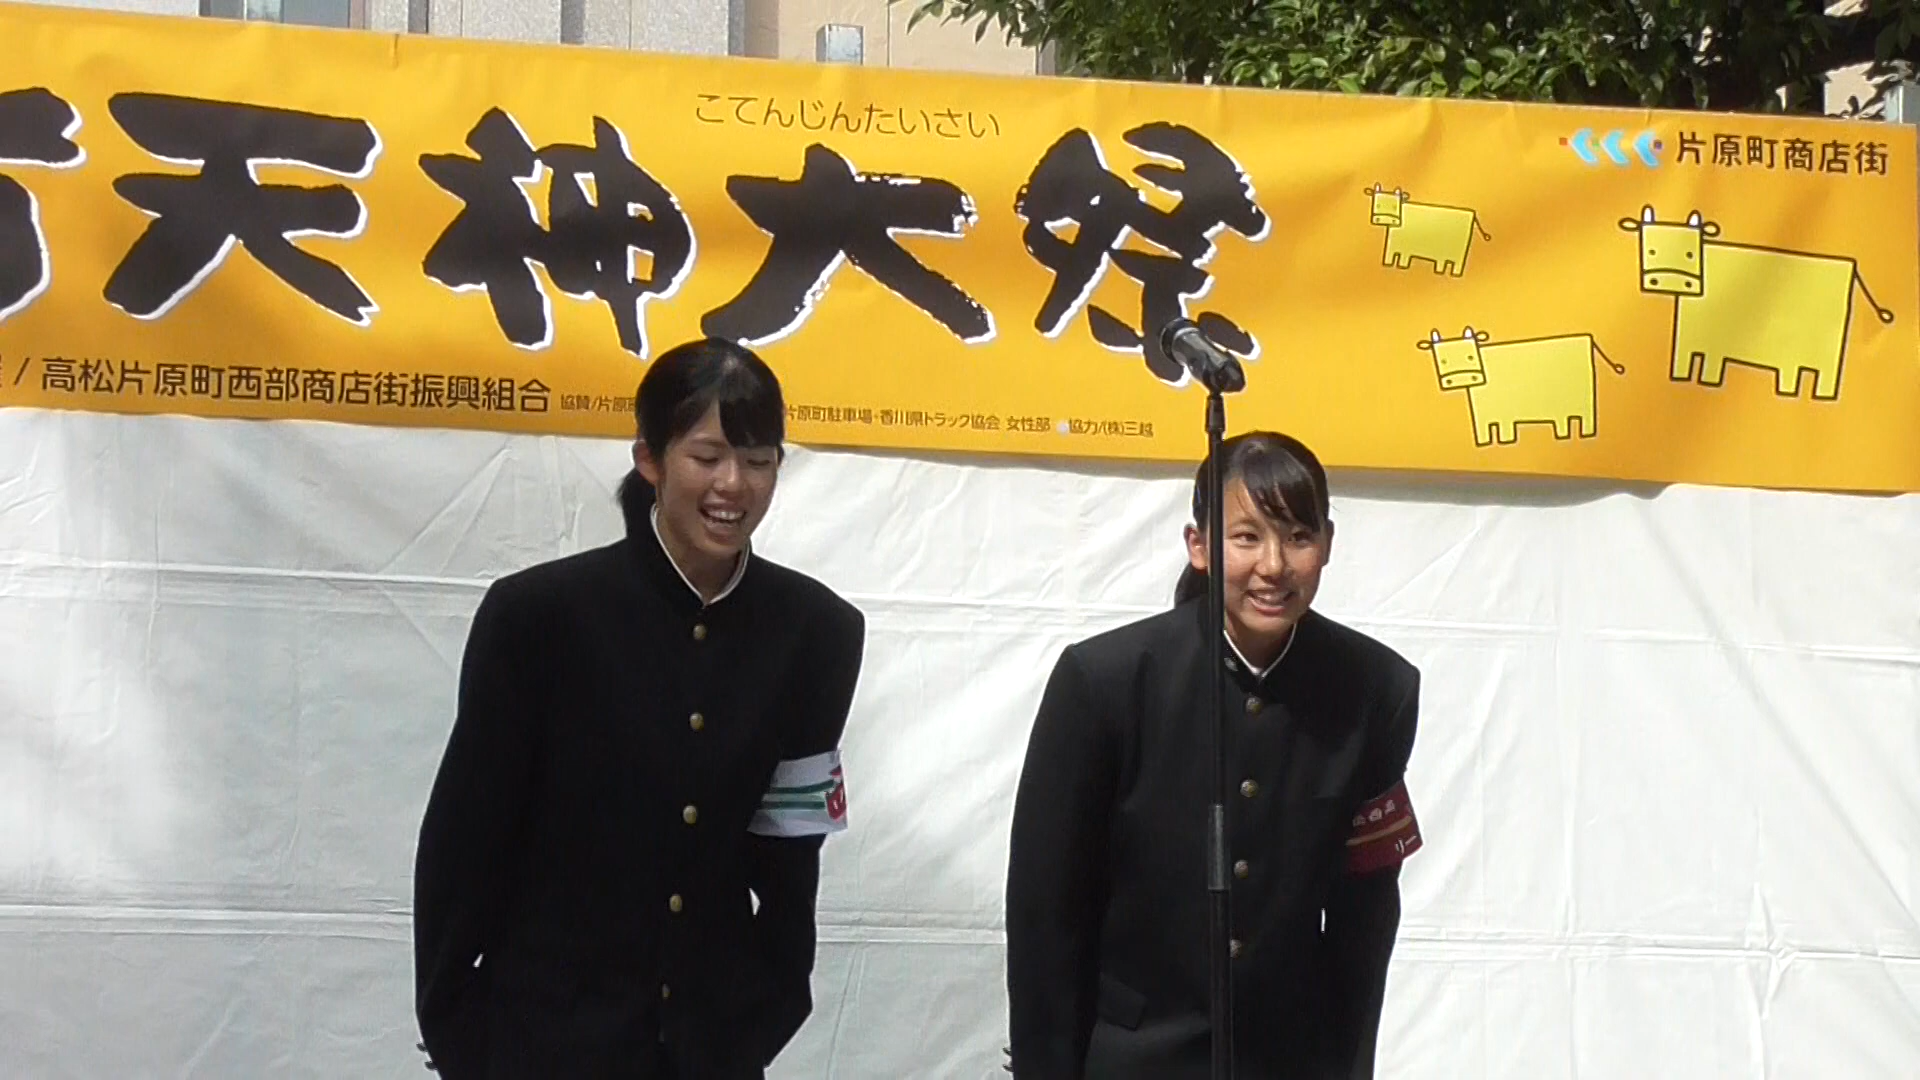 こてんじんたいさい
天神大祭
片原町商店街
/ 高松片原町西部商店街振興組合
協賛/片原町
片原町駐車場・香川県トラック協会 女性部
協力/(株)三越
リー